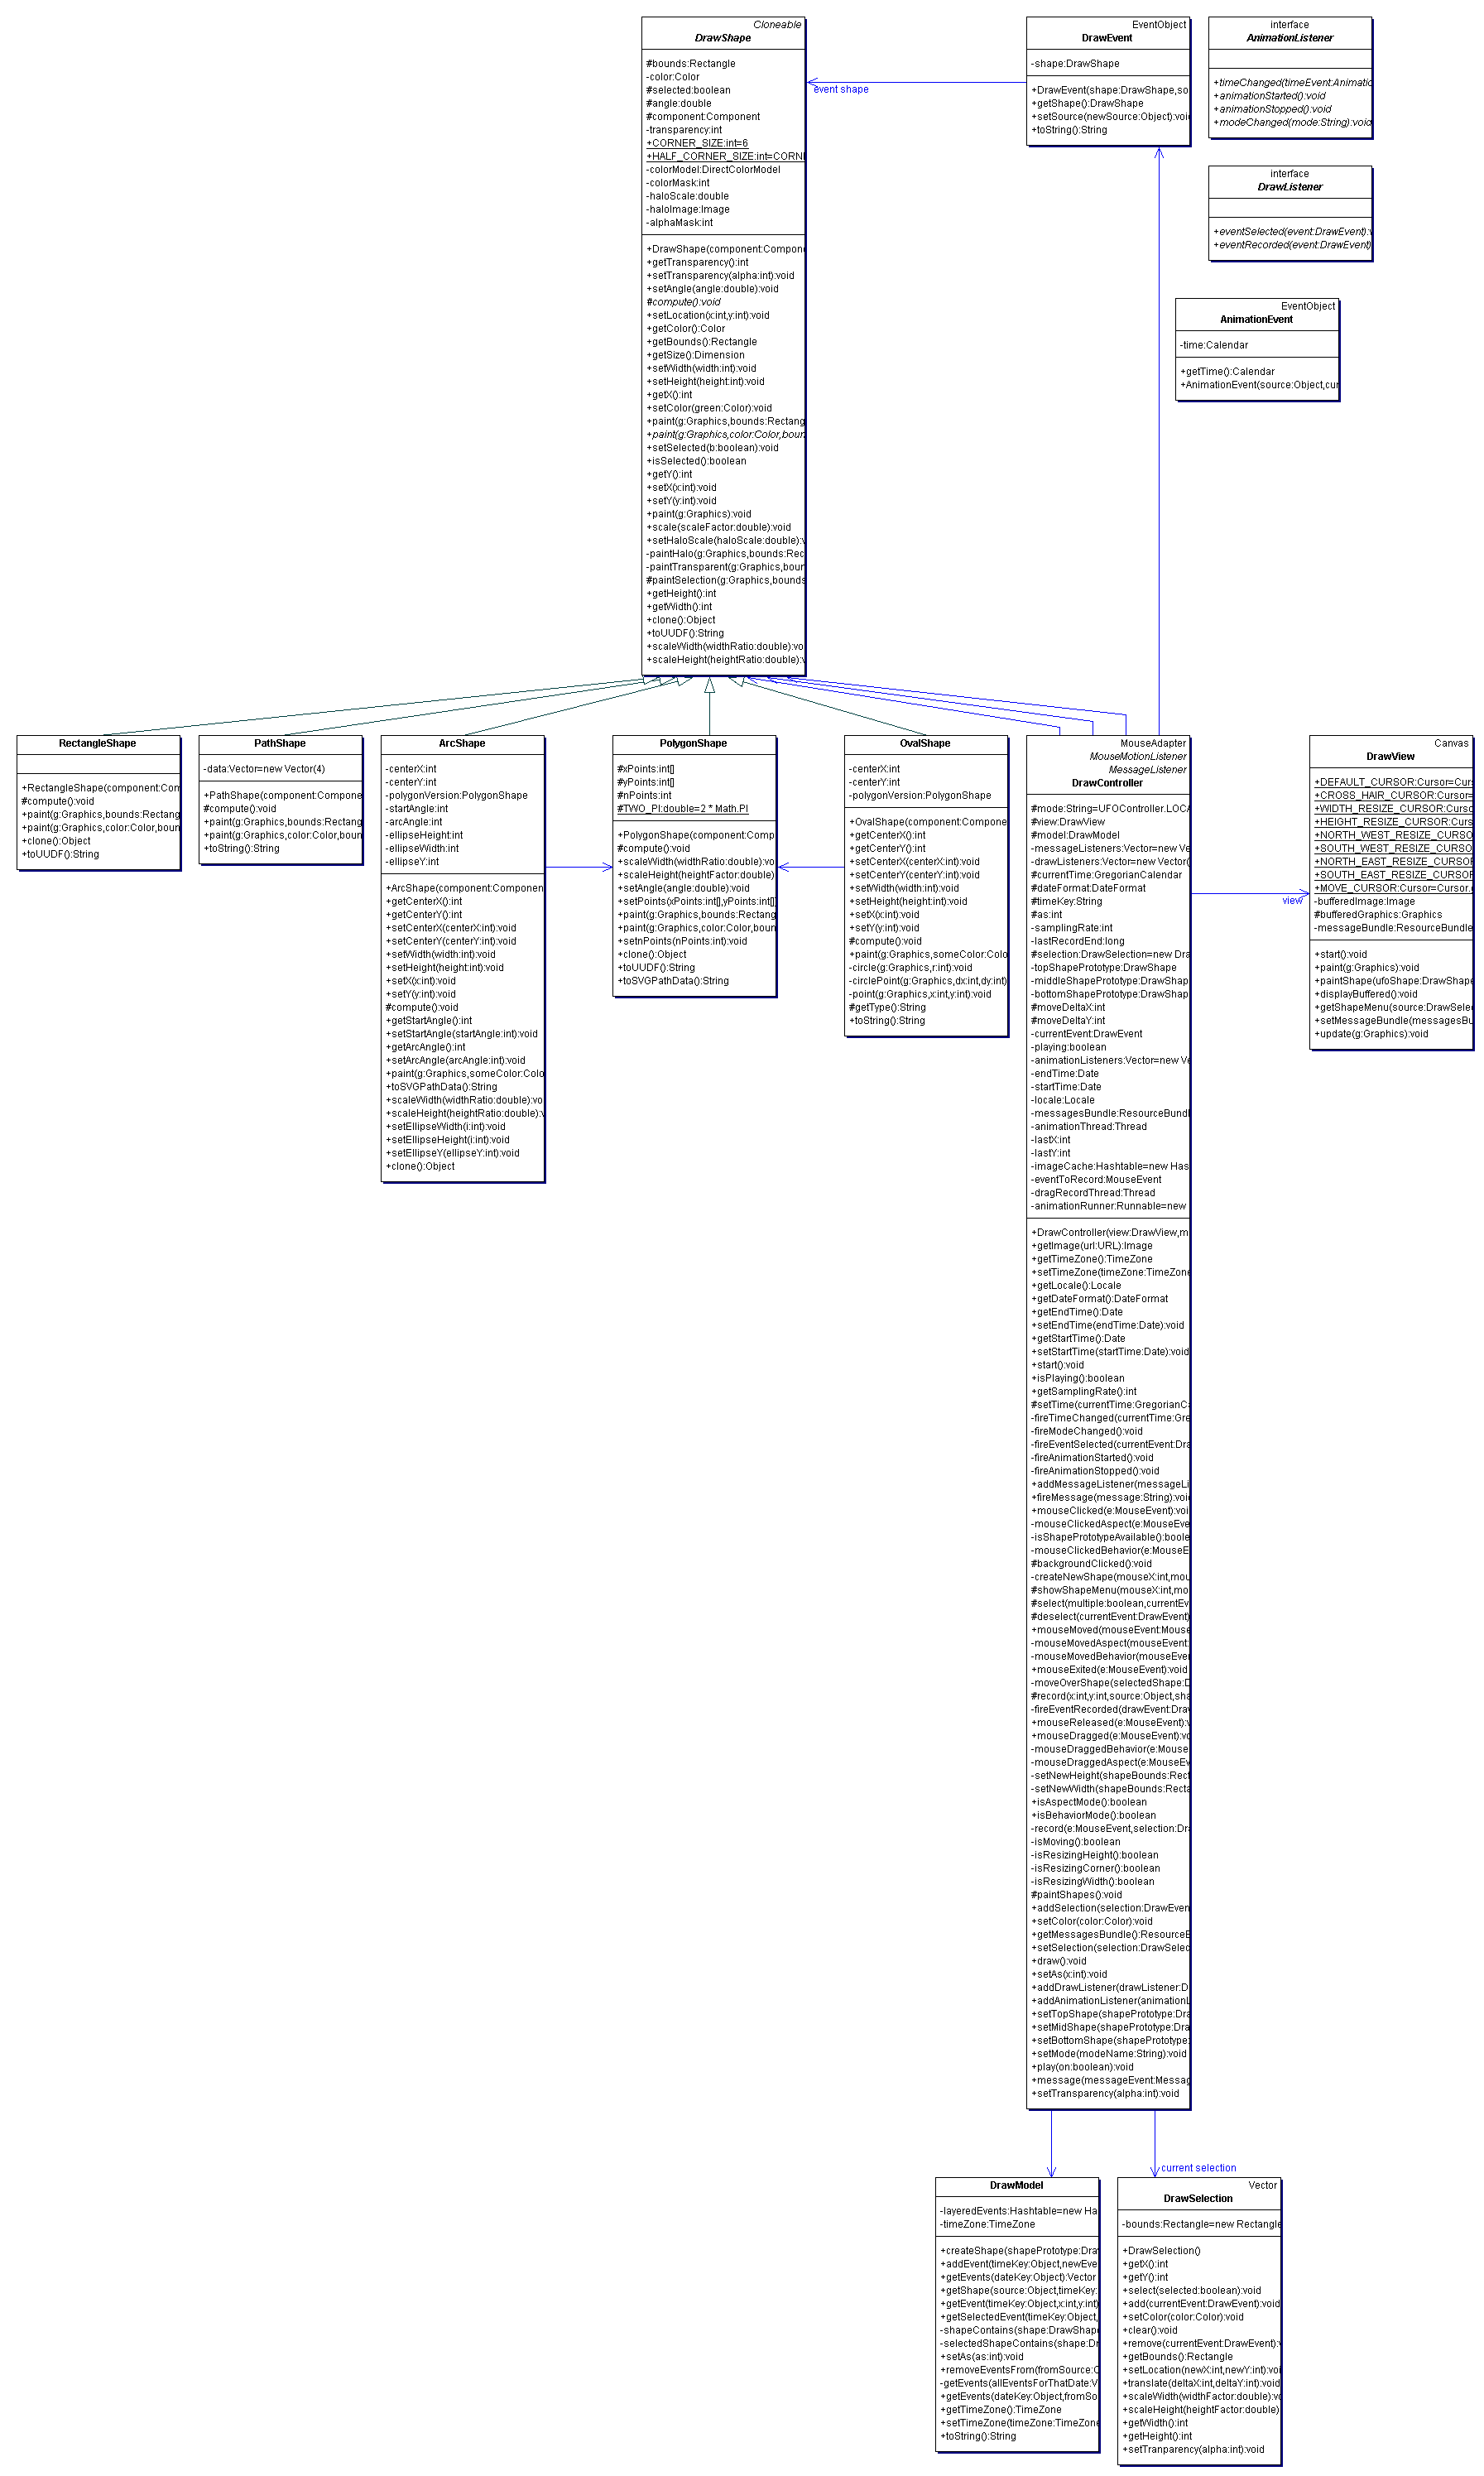 Cloneable
DrawShape
#bounds:Rectangle
-color:Color
#selected:boolean
#angle:double
#component:Component
-transparency:int
+CORNER_SIZE:int=6
+HALF_CORNER_SIZE:int=CORNE
-colorModel:DirectColorModel
-colorMask:int
-haloScale:double
-haloImage:Image
-alphaMask:int
+DrawShape(component:Compone
+getTransparency():int
+setTransparency(alpha:int):void
+setAngle(angle:double):void
#compute():void
+setLocation(x:int,y:int):void
+getColor():Color
+getBounds():Rectangle
+getSize():Dimension
+setWidth(width:int):void
+setHeight(height:int):void
+getX():int
+setColor(green:Color):void
+paint(g:Graphics,bounds:Rectang
+paint(g:Graphics,color:Color,boun
+setSelected(b:boolean):void
+isSelected():boolean
+getY():int
+setX(x:int):void
+setY(y:int):void
+paint(g:Graphics):void
+scale(scaleFactor:double):void
+setHaloScale(haloScale:double):v
-paintHalo(g:Graphics,bounds:Rec
-paintTransparent(g:Graphics,boun
#paintSelection(g:Graphics,bounds
+getHeight():int
+getWidth():int
+clone():Object
+toUUDF():String
+scaleWidth(widthRatio:double):vo
+scaleHeight(heightRatio:double):v
event shape
EventObject
DrawEvent
-shape:DrawShape
+DrawEvent(shape:DrawShape,so
+getShape():DrawShape
+setSource(newSource:Object):voi
+toString():String
interface
AnimationListener
+timeChanged(timeEvent:Animatio
+animationStarted():void
+animationStopped():void
+modeChanged(mode:String):void
interface
DrawListener
+eventSelected(event:DrawEvent):v
+eventRecorded(event:DrawEvent)
EventObject
AnimationEvent
-time:Calendar
+getTime():Calendar
+AnimationEvent(source:Object,cur
RectangleShape
+RectangleShape(component:Com
#compute():void
+paint(g:Graphics,bounds:Rectang
+paint(g:Graphics,color:Color,boun
+clone():Object
+toUUDF():String
PathShape
-data:Vector=new Vector(4)
+PathShape(component:Compone
#compute():void
+paint(g:Graphics,bounds:Rectang
+paint(g:Graphics,color:Color,boun
+toString():String
ArcShape
-centerX:int
-centerY:int
-polygonVersion:PolygonShape
-startAngle:int
-arcAngle:int
-ellipseHeight:int
-ellipseWidth:int
-ellipseY:int
+ArcShape(component:Component
+getCenterX():int
+getCenterY():int
+setCenterX(centerX:int):void
+setCenterY(centerY:int):void
+setWidth(width:int):void
+setHeight(height:int):void
+setX(x:int):void
+setY(y:int):void
#compute():void
+getStartAngle():int
+setStartAngle(startAngle:int):void
+getArcAngle():int
+setArcAngle(arcAngle:int):void
+paint(g:Graphics,someColor:Colo
+toSVGPathData():String
+scaleWidth(widthRatio:double):vo
+scaleHeight(heightRatio:double):v
+setEllipseWidth(i:int):void
+setEllipseHeight(i:int):void
+setEllipseY(ellipseY:int):void
+clone():Object
PolygonShape
#xPoints:int[]
#yPoints:int[]
#nPoints:int
#TWO_PI:double=2 * Math.PI
+PolygonShape(component:Comp
#compute():void
+scaleWidth(widthRatio:double):vo
+scaleHeight(heightFactor:double)
+setAngle(angle:double):void
+setPoints(xPoints:int[],yPoints:int[]
+paint(g:Graphics,bounds:Rectang
+paint(g:Graphics,color:Color,boun
+setnPoints(nPoints:int):void
+clone():Object
+toUUDF():String
+toSVGPathData():String
OvalShape
-centerX:int
-centerY:int
-polygonVersion:PolygonShape
+OvalShape(component:Compone
+getCenterX():int
+getCenterY():int
+setCenterX(centerX:int):void
+setCenterY(centerY:int):void
+setWidth(width:int):void
+setHeight(height:int):void
+setX(x:int):void
+setY(y:int):void
#compute():void
+paint(g:Graphics,someColor:Colo
-circle(g:Graphics,r:int):void
-circlePoint(g:Graphics,dx:int,dy:int)
-point(g:Graphics,x:int,y:int):void
#getType():String
+toString():String
MouseAdapter
MouseMotionListener
MessageListener
DrawController
#mode:String=UFOController.LOCA
#view:DrawView
#model:DrawModel
-messageListeners:Vector=new Ve
-drawListeners:Vector=new Vector(
#currentTime:GregorianCalendar
#dateFormat:DateFormat
#timeKey:String
#as:int
-samplingRate:int
-lastRecordEnd:long
#selection:DrawSelection=new Dra
-topShapePrototype:DrawShape
-middleShapePrototype:DrawShap
-bottomShapePrototype:DrawShap
#moveDeltaX:int
#moveDeltaY:int
-currentEvent:DrawEvent
-playing:boolean
-animationListeners:Vector=new Ve
-endTime:Date
-startTime:Date
-locale:Locale
-messagesBundle:ResourceBundl
-animationThread:Thread
-lastX:int
-lastY:int
-imageCache:Hashtable=new Has
-eventToRecord:MouseEvent
-dragRecordThread:Thread
-animationRunner:Runnable=new
+DrawController(view:DrawView,m
+getImage(url:URL):Image
+getTimeZone():TimeZone
+setTimeZone(timeZone:TimeZone
+getLocale():Locale
+getDateFormat():DateFormat
+getEndTime():Date
+setEndTime(endTime:Date):void
+getStartTime():Date
+setStartTime(startTime:Date):void
+start():void
+isPlaying():boolean
+getSamplingRate():int
#setTime(currentTime:GregorianCa
-fireTimeChanged(currentTime:Gre
-fireModeChanged():void
-fireEventSelected(currentEvent:Dra
-fireAnimationStarted():void
-fireAnimationStopped():void
+addMessageListener(messageLi
+fireMessage(message:String):void
+mouseClicked(e:MouseEvent):voi
-mouseClickedAspect(e:MouseEve
-isShapePrototypeAvailable():boole
-mouseClickedBehavior(e:MouseE
#backgroundClicked():void
-createNewShape(mouseX:int,mou
#showShapeMenu(mouseX:int,mo
#select(multiple:boolean,currentEv
#deselect(currentEvent:DrawEvent)
+mouseMoved(mouseEvent:Mouse
-mouseMovedAspect(mouseEvent:
-mouseMovedBehavior(mouseEver
+mouseExited(e:MouseEvent):void
-moveOverShape(selectedShape:D
#record(x:int,y:int,source:Object,sha
-fireEventRecorded(drawEvent:Drav
+mouseReleased(e:MouseEvent):v
+mouseDragged(e:MouseEvent):vo
-mouseDraggedBehavior(e:Mouse
-mouseDraggedAspect(e:MouseEv
-setNewHeight(shapeBounds:Rect
-setNewWidth(shapeBounds:Recta
+isAspectMode():boolean
+isBehaviorMode():boolean
-record(e:MouseEvent,selection:Dra
-isMoving():boolean
-isResizingHeight():boolean
-isResizingCorner():boolean
-isResizingWidth():boolean
#paintShapes():void
+addSelection(selection:DrawEven
+setColor(color:Color):void
+getMessagesBundle():ResourceB
+setSelection(selection:DrawSelec
+draw():void
+setAs(x:int):void
+addDrawListener(drawListener:D
+addAnimationListener(animationL
+setTopShape(shapePrototype:Dra
+setMidShape(shapePrototype:Dra
+setBottomShape(shapePrototype:
+setMode(modeName:String):void
+play(on:boolean):void
+message(messageEvent:Messag
+setTransparency(alpha:int):void
view
Canvas
DrawView
+DEFAULT_CURSOR:Cursor=Curs
+CROSS_HAIR_CURSOR:Cursor=
+WIDTH_RESIZE_CURSOR:Curso
+HEIGHT_RESIZE_CURSOR:Curs
+NORTH_WEST_RESIZE_CURSO
+SOUTH_WEST_RESIZE_CURSO
+NORTH_EAST_RESIZE_CURSOR
+SOUTH_EAST_RESIZE_CURSOR
+MOVE_CURSOR:Cursor=Cursor.
-bufferedImage:Image
#bufferedGraphics:Graphics
-messageBundle:ResourceBundle
+start():void
+paint(g:Graphics):void
+paintShape(ufoShape:DrawShape
+displayBuffered():void
+getShapeMenu(source:DrawSelec
+setMessageBundle(messagesBu
+update(g:Graphics):void
current selection
DrawModel
-layeredEvents:Hashtable=new Ha
-timeZone:TimeZone
+createShape(shapePrototype:Drav
+addEvent(timeKey:Object,newEve
+getEvents(dateKey:Object):Vector
+getShape(source:Object,timeKey:
+getEvent(timeKey:Object,x:int,y:int)
+getSelectedEvent(timeKey:Object,
-shapeContains(shape:DrawShap
-selectedShapeContains(shape:Dr
+setAs(as:int):void
+removeEventsFrom(fromSource:O
-getEvents(allEventsForThatDate:V
+getEvents(dateKey:Object,fromSo
+getTimeZone():TimeZone
+setTimeZone(timeZone:TimeZone
+toString():String
Vector
DrawSelection
-bounds:Rectangle=new Rectangle
+DrawSelection()
+getX():int
+getY():int
+select(selected:boolean):void
+add(currentEvent:DrawEvent):void
+setColor(color:Color):void
+clear():void
+remove(currentEvent:DrawEvent):v
+getBounds():Rectangle
+setLocation(newX:int,newY:int):voi
+translate(deltaX:int,deltaY:int):void
+scaleWidth(widthFactor:double):vo
+scaleHeight(heightFactor:double)
+getWidth():int
+getHeight():int
+setTranparency(alpha:int):void